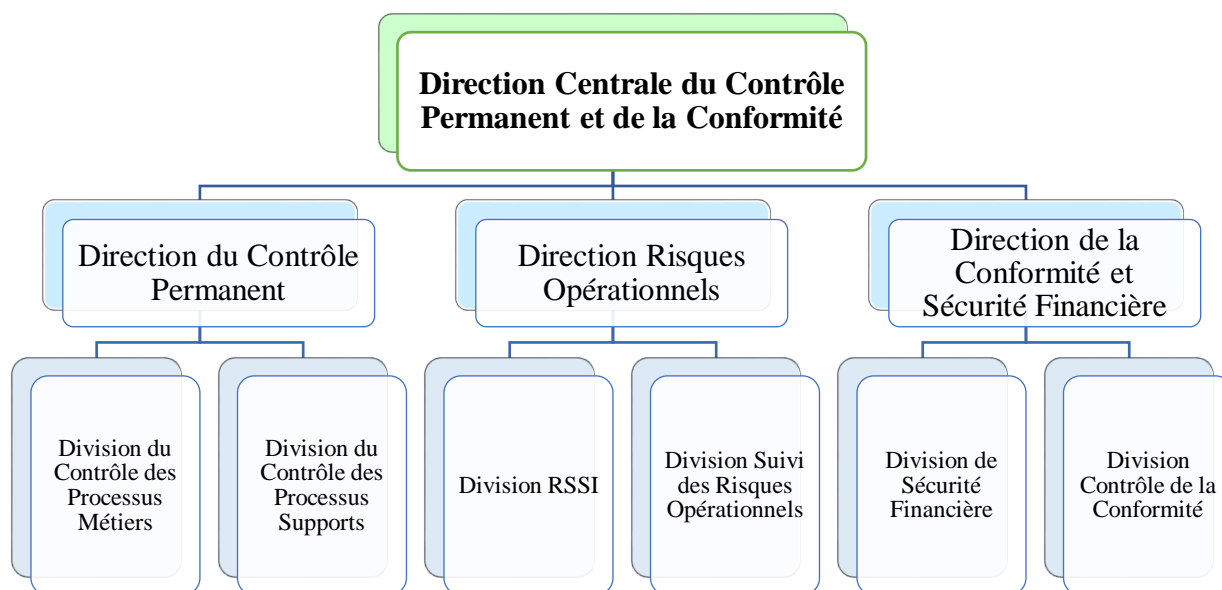 Direction Centrale du Contrôle
Permanent et de la Conformité
Direction du Contrôle
Permanent
Direction Risques
Opérationnels
Direction de la
Conformité et
Sécurité Financière
Division du
Contrôle des
Processus
Métiers
Division du
Contrôle des
Processus
Supports
Division RSSI
Division Suivi
des Risques
Opérationnels
Division de
Sécurité
Financière
Division
Contrôle de la
Conformité